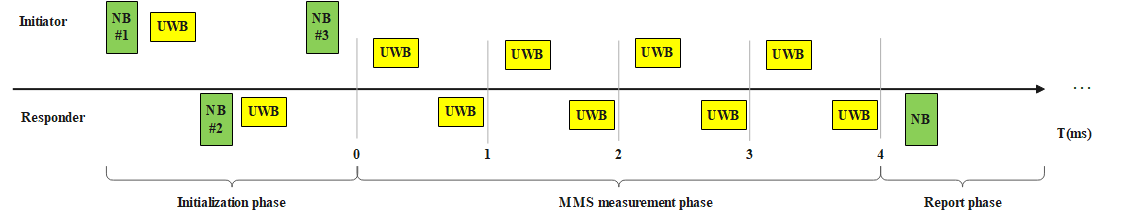 Initiator
NB
#1
UWB
NB
#3
UWB
UWB
UWB
UWB
...
Responder
NB
#2
UWB
UWB
UWB
UWB
UWB
NB
T(ms)
0
1
2
3
4
Initialization phase
MMS measurement phase
Report phase